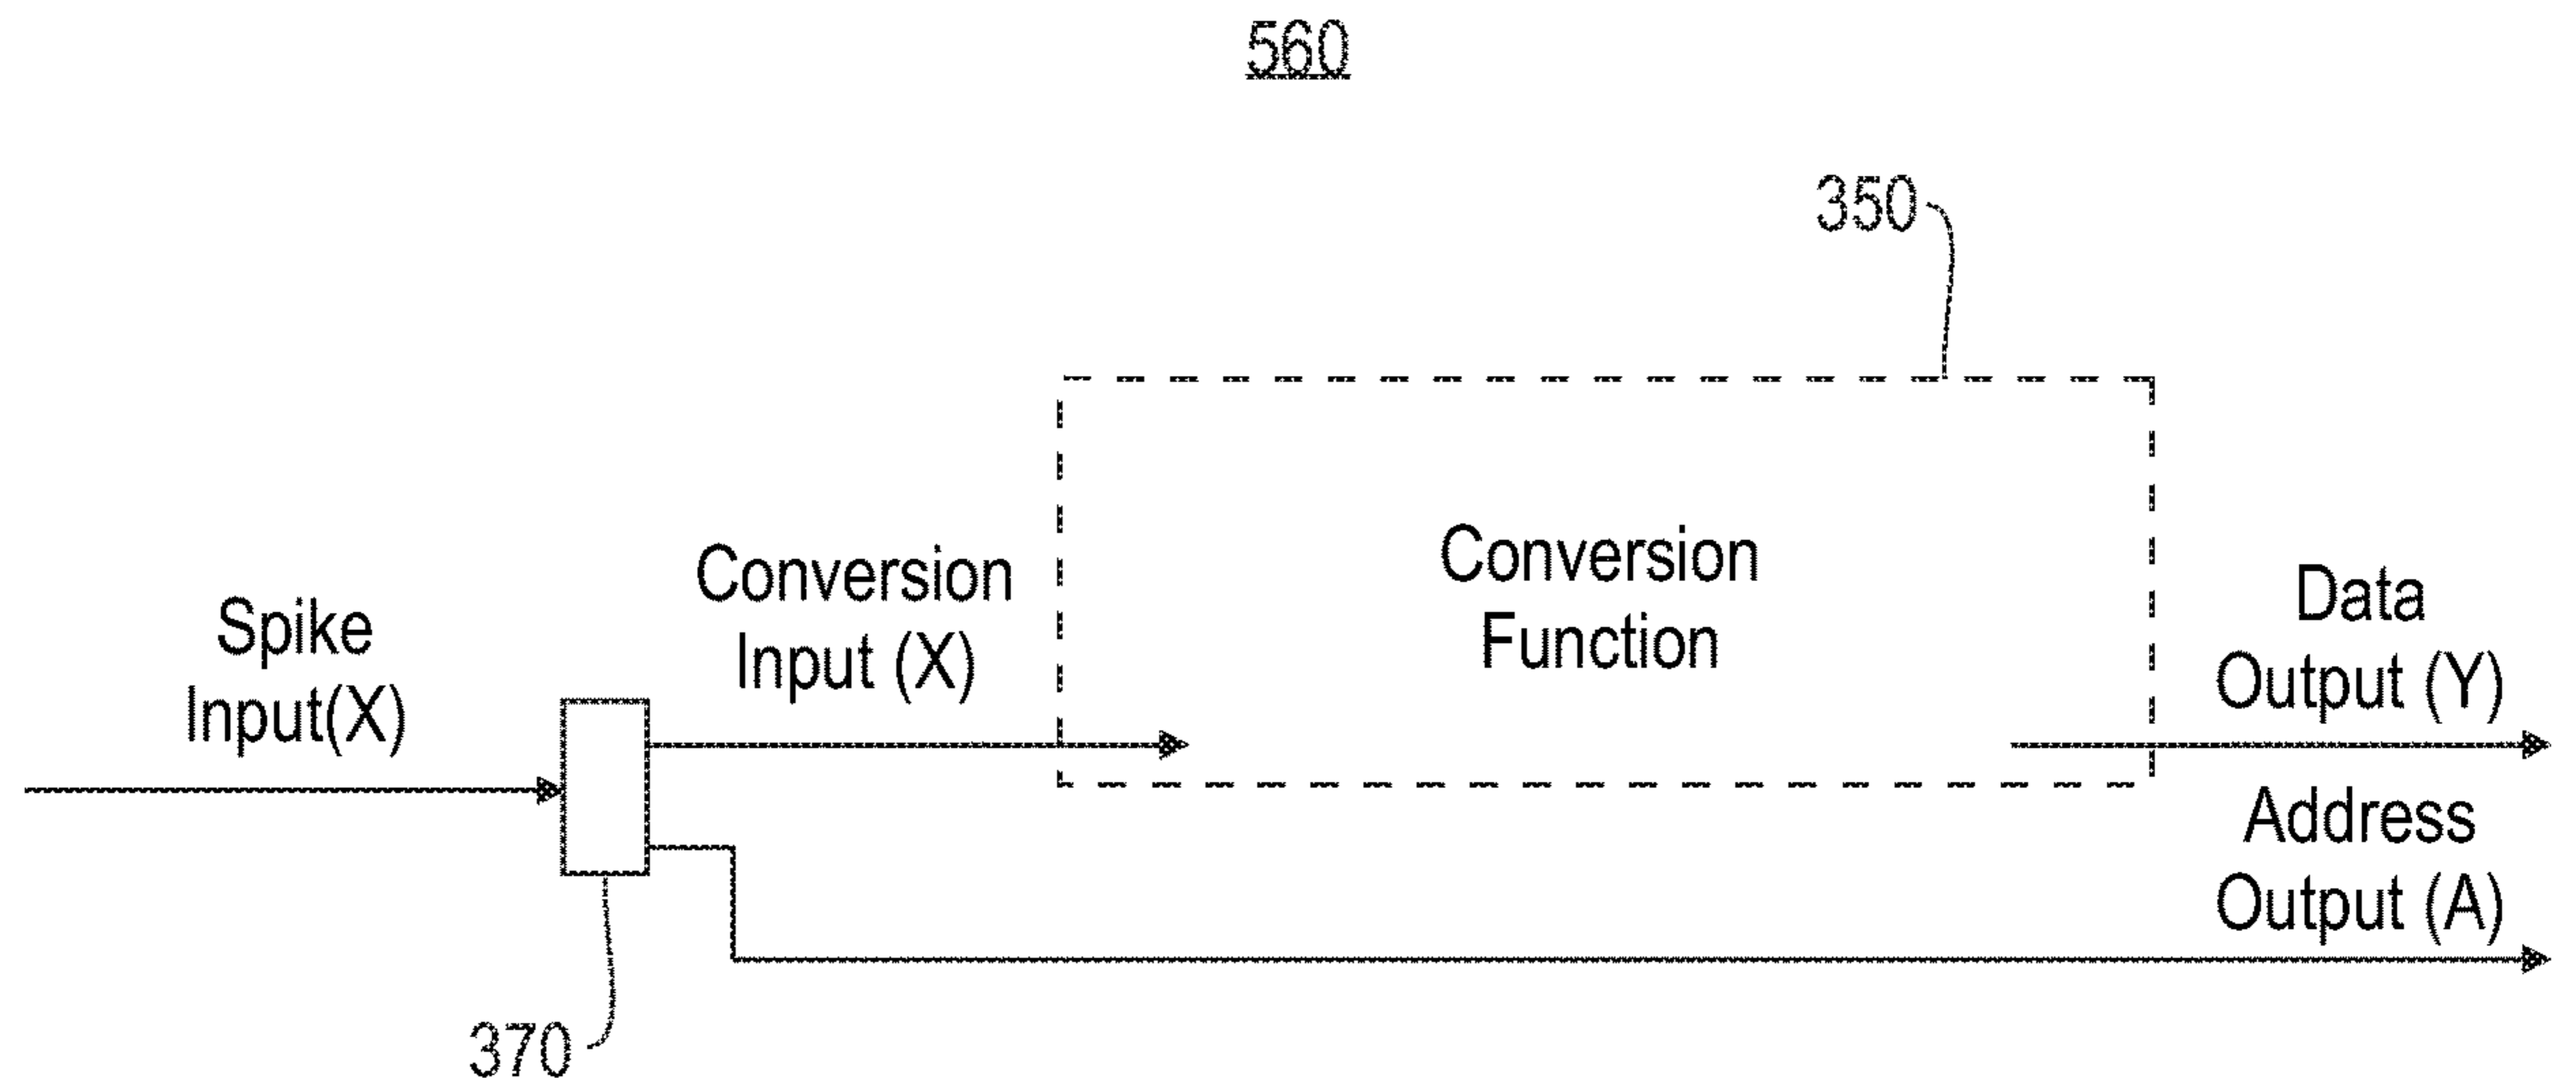 560
350
Conversion
Function
Conversion
Input (X)
Spike
Input(X)
Data
Output (Y)
Address
Output (A)
370